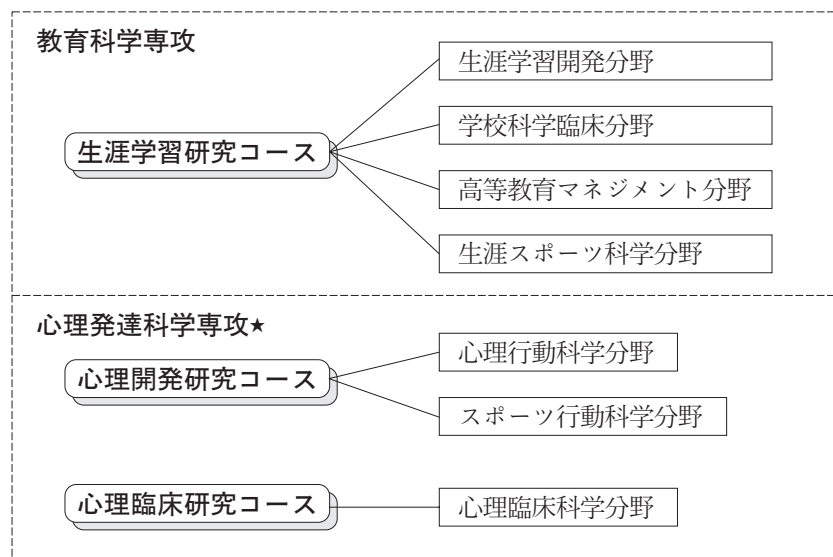 教育科学専攻
生涯学習研究コース
生涯学習開発分野
学校科学臨床分野
高等教育マネジメント分野
生涯スポーツ科学分野
心理発達科学専攻★
心理開発研究コース
心理行動科学分野
スポーツ行動科学分野
心理臨床研究コース
心理臨床科学分野